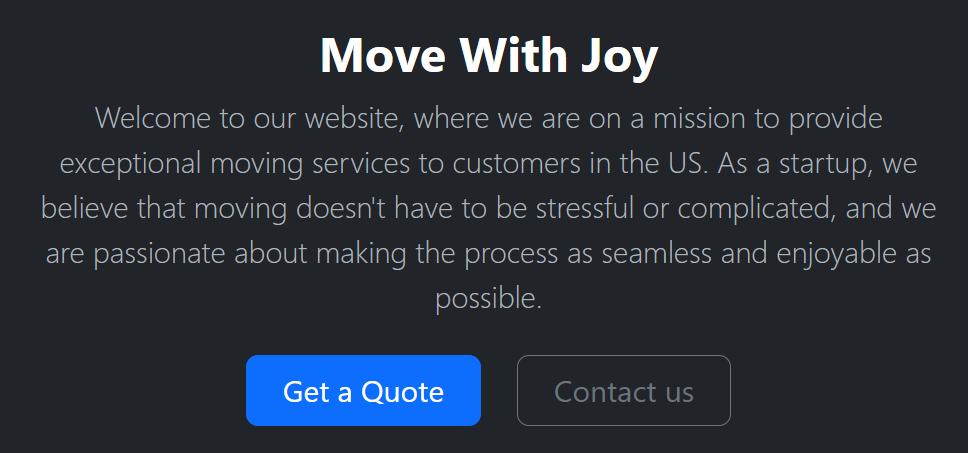 Move With Joy
Welcome to our website, where we are on a mission to provide
exceptional moving services to customers in the US. As a startup, we
believe that moving doesn't have to be stressful or complicated, and we
are passionate about making the process as seamless and enjoyable as
possible.
Get a Quote
Contact us